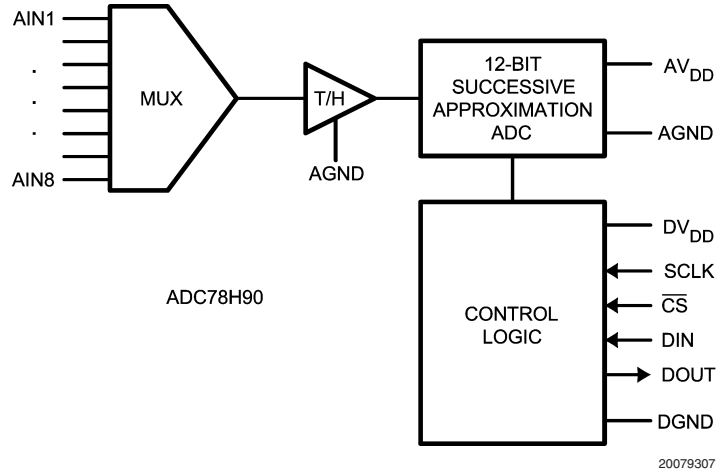 AIN1
.
.
.
AIN8
MUX
T/H
AGND
12-BIT
SUCCESSIVE
APPROXIMATION
ADC
AVDD
AGND
ADC78H90
CONTROL
LOGIC
DVDD
SCLK
CS
DIN
DOUT
DGND
20079307